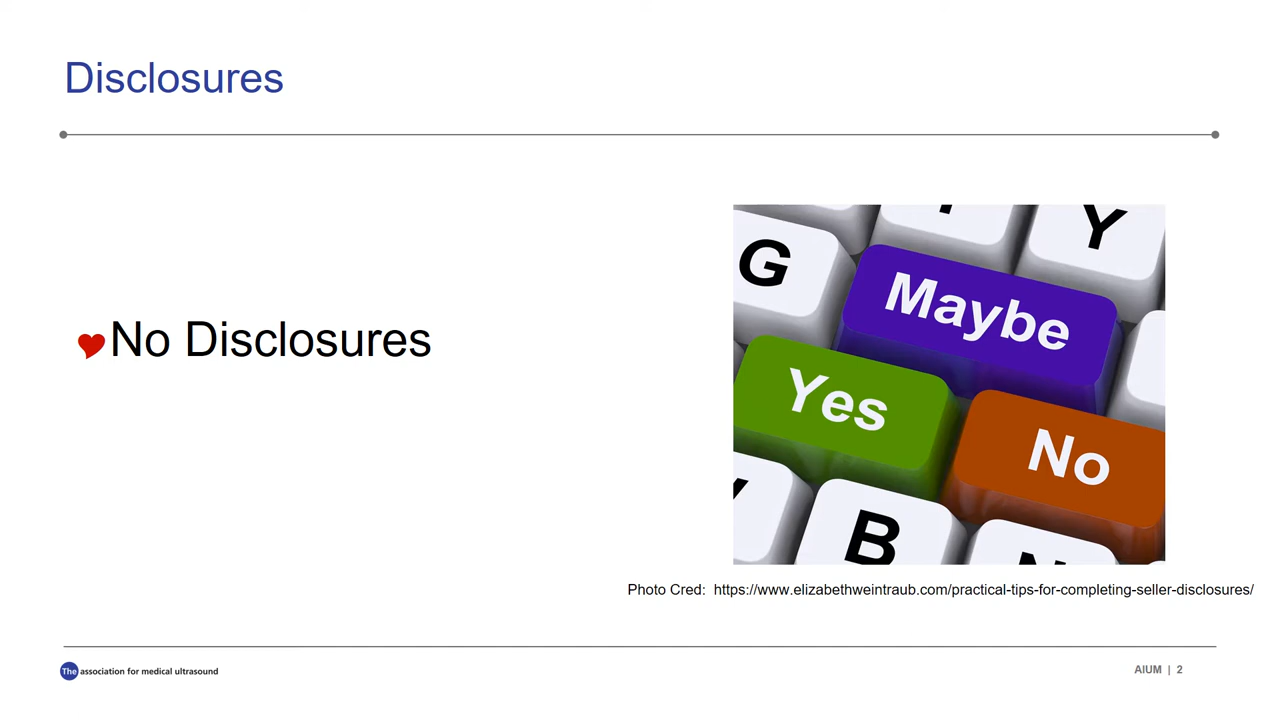 Disclosures
No Disclosures
Y
G
Maybe
Yes
No
B
Photo Cred: https://www.elizabethweintraub.com/practical-tips-for-completing-seller-disclosures/
The association for medical ultrasound
AIUM | 2